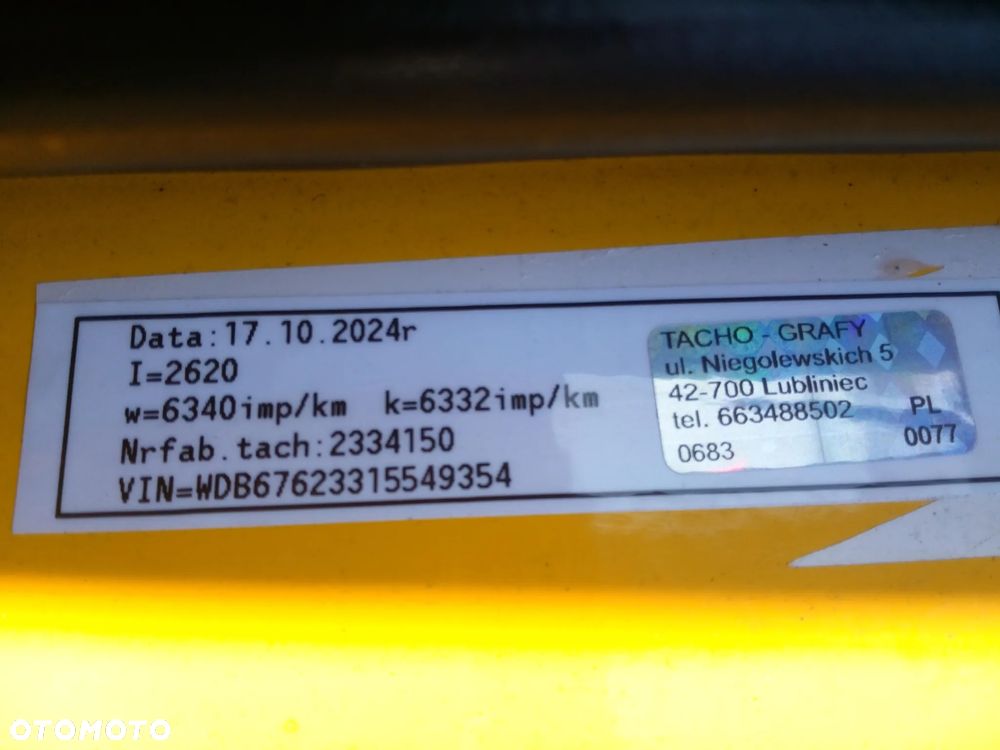 Data:17.10.2024r
I=2620
w=6340imp/km k=6332imp/km
Nrfab.tach:2334150
VIN=WDB67623315549354
TACHO - GRAFY
ul. Niegolewskich 5
42-700 Lubliniec
tel. 663488502
PL
0683
0077
OTOMOTO